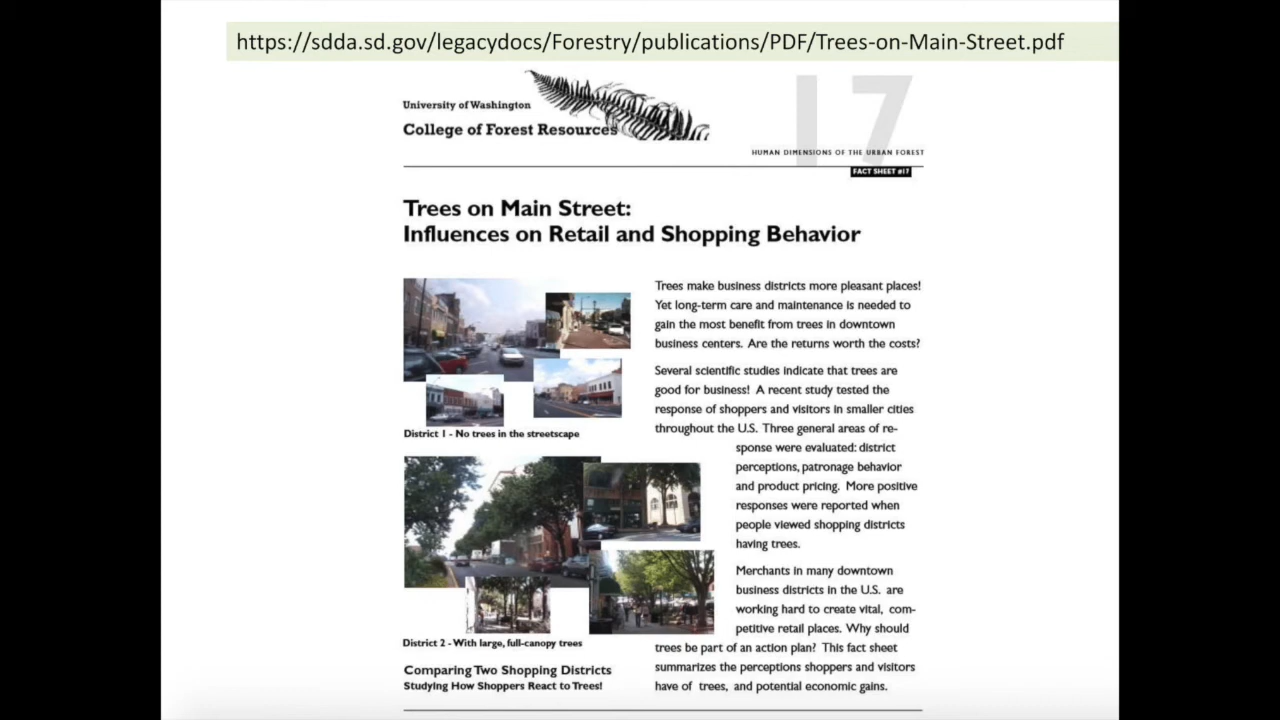 https://sdda.sd.gov/legacydocs/Forestry/publications/PDF/Trees-on-Main-Street.pdf
University of Washington
College of Forest Resources
17
HUMAN DIMENSIONS OF THE URBAN FOREST
FACT SHEET #17
Trees on Main Street:
Influences on Retail and Shopping Behavior
District 1 - No trees in the streetscape
District 2 - With large, full-canopy trees
Comparing Two Shopping Districts
Studying How Shoppers React to Trees!
Trees make business districts more pleasant places!
Yet long-term care and maintenance is needed to
gain the most benefit from trees in downtown
business centers. Are the returns worth the costs?
Several scientific studies indicate that trees are
good for business! A recent study tested the
response of shoppers and visitors in smaller cities
throughout the U.S. Three general areas of re-
sponse were evaluated: district
perceptions, patronage behavior
and product pricing. More positive
responses were reported when
people viewed shopping districts
having trees.
Merchants in many downtown
business districts in the U.S. are
working hard to create vital, com-
petitive retail places. Why should
trees be part of an action plan? This fact sheet
summarizes the perceptions shoppers and visitors
have of trees, and potential economic gains.